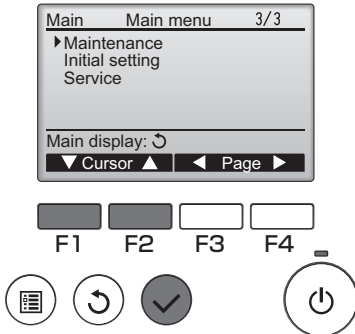 Main Main menu 3/3
Maintenance
Initial setting
Service
Main display:
Cursor Page
F1 F2 F3 F4